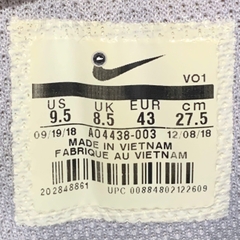 VO1
US UK EUR cm
9.5 8.5 43 27.5
09/19/18 AO4438-003 12/08/18
MADE IN VIETNAM
FABRIQUE AU VIETNAM
202848861
UPC 00884802122609